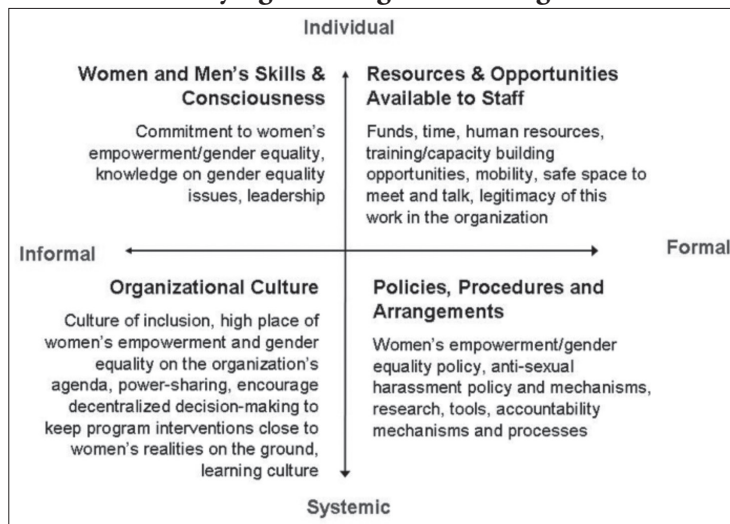 Individual
Women and Men's Skills &
Consciousness
Commitment to women's
empowerment/gender equality,
knowledge on gender equality
issues, leadership
Resources & Opportunities
Available to Staff
Funds, time, human resources,
training/capacity building
opportunities, mobility, safe space to
meet and talk, legitimacy of this
work in the organization
Informal
Formal
Organizational Culture
Culture of inclusion, high place of
women's empowerment and gender
equality on the organization's
agenda, power-sharing, encourage
decentralized decision-making to
keep program interventions close to
women's realities on the ground,
learning culture
Policies, Procedures and
Arrangements
Women's empowerment/gender
equality policy, anti-sexual
harassment policy and mechanisms,
research, tools, accountability
mechanisms and processes
Systemic